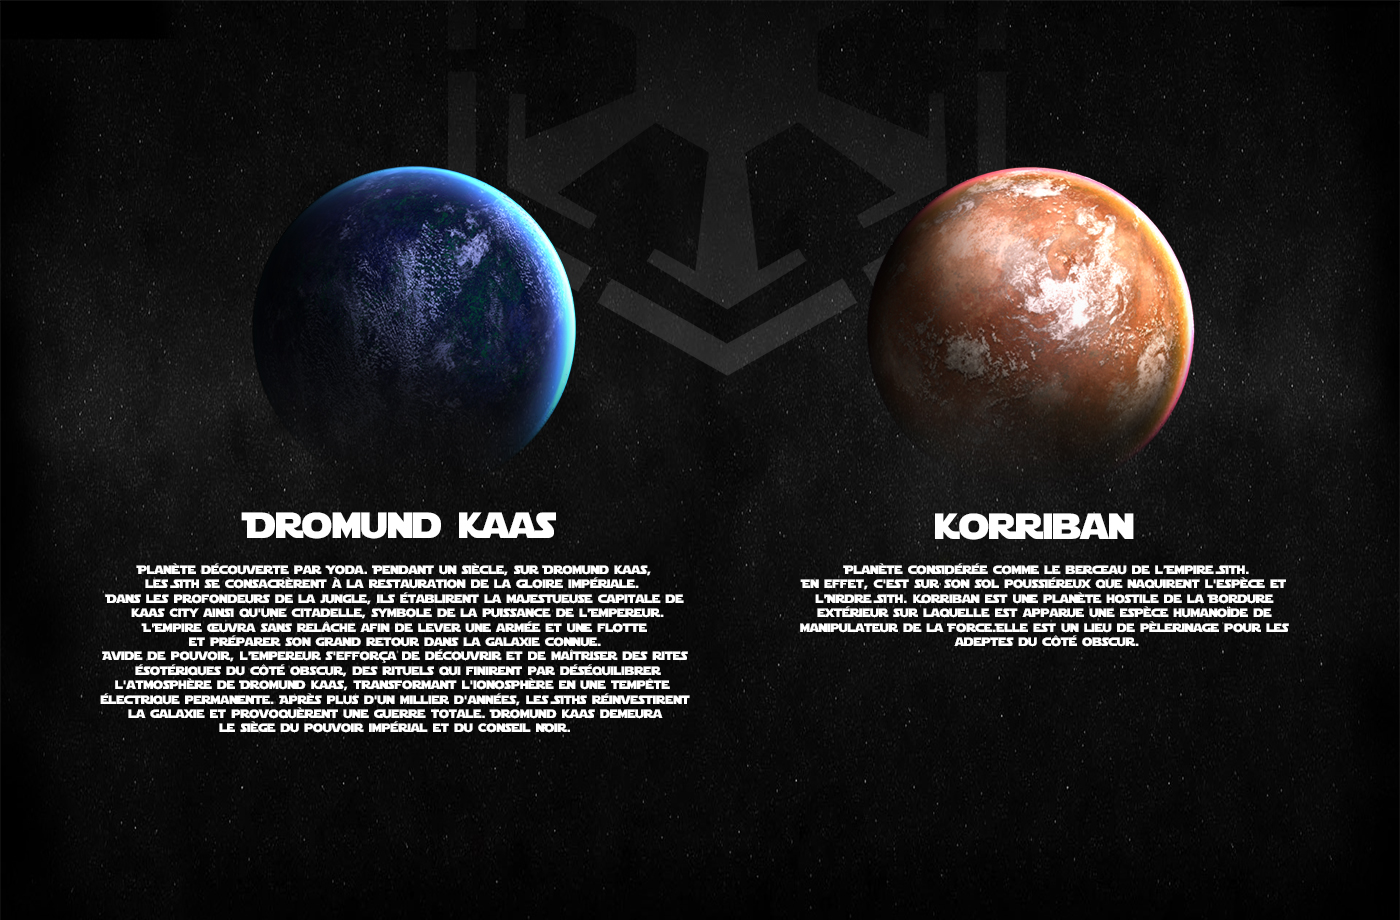 DROMUND KAAS
PLANÈTE DÉCOUVERTE PAR YODA. PENDANT UN SIÈCLE, SUR DROMUND KAAS,
LES SITH SE CONSACRÈRENT À LA RESTAURATION DE LA GLOIRE IMPÉRIALE.
DANS LES PROFONDEURS DE LA JUNGLE, ILS ÉTABLIRENT LA MAJESTUEUSE CAPITALE DE
KAAS CITY AINSI QU'UNE CITADELLE, SYMBOLE DE LA PUISSANCE DE L'EMPEREUR.
L'EMPIRE ŒUVRA SANS RELÂCHE AFIN DE LEVER UNE ARMÉE ET UNE FLOTTE
ET PRÉPARER SON GRAND RETOUR DANS LA GALAXIE CONNUE.
AVIDE DE POUVOIR, L'EMPEREUR S'EFFORÇA DE DÉCOUVRIR ET DE MAÎTRISER DES RITES
ÉSOTÉRIQUES DU CÔTÉ OBSCUR, DES RITUELS QUI FINIRENT PAR DÉSÉQUILIBRER
L'ATMOSPHÈRE DE DROMUND KAAS, TRANSFORMANT L'IONOSPHÈRE EN UNE TEMPÊTE
ÉLECTRIQUE PERMANENTE. APRÈS PLUS D'UN MILLIER D'ANNÉES, LES SITHS RÉINVESTIRENT
LA GALAXIE ET PROVOQUÈRENT UNE GUERRE TOTALE. DROMUND KAAS DEMEURA
LE SIÈGE DU POUVOIR IMPÉRIAL ET DU CONSEIL NOIR.
KORRIBAN
PLANÈTE CONSIDÉRÉE COMME LE BERCEAU DE L'EMPIRE SITH.
EN EFFET, C'EST SUR SON SOL POUSSIÉREUX QUE NAQUIRENT L'ESPÈCE ET
L'NRDRE SITH. KORRIBAN EST UNE PLANÈTE HOSTILE DE LA BORDURE
EXTÉRIEUR SUR LAQUELLE EST APPARUE UNE ESPÈCE HUMANOÏDE DE
MANIPULATEUR DE LA FORCE.ELLE EST UN LIEU DE PÈLERINAGE POUR LES
ADEPTES DU CÔTÉ OBSCUR.